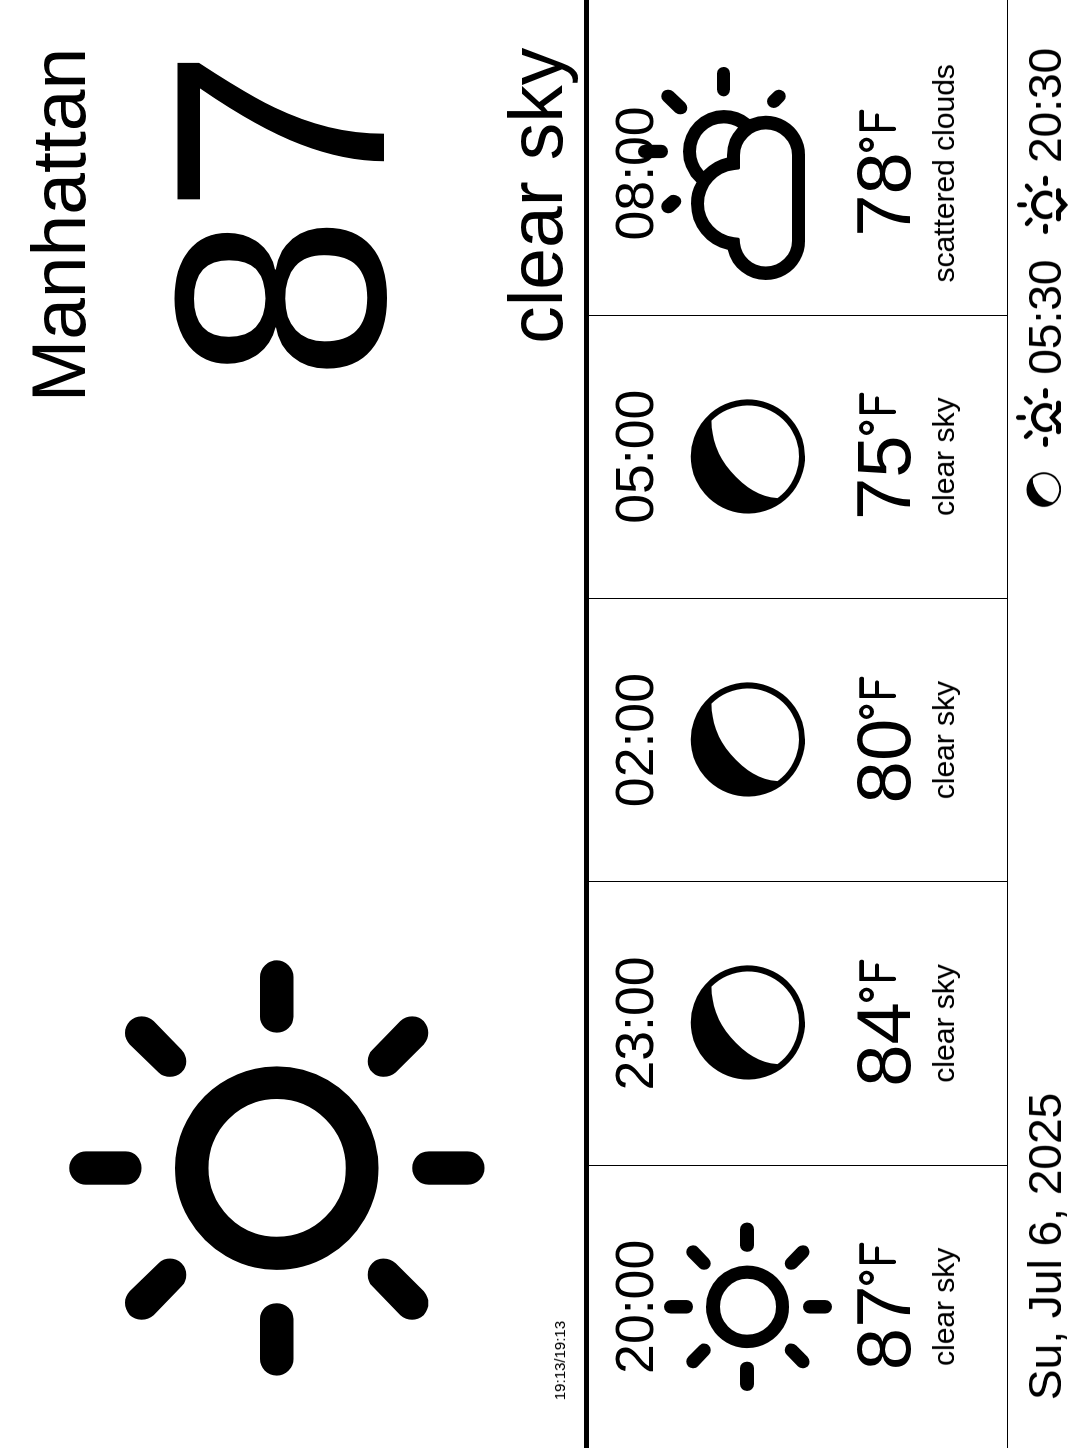 Manhattan
87
clear sky
19:13/19:13
20:00
87°F
clear sky
23:00
84°F
clear sky
02:00
80°F
clear sky
05:00
75°F
clear sky
08:00
78°F
scattered clouds
Su, Jul 6, 2025
05:30
20:30